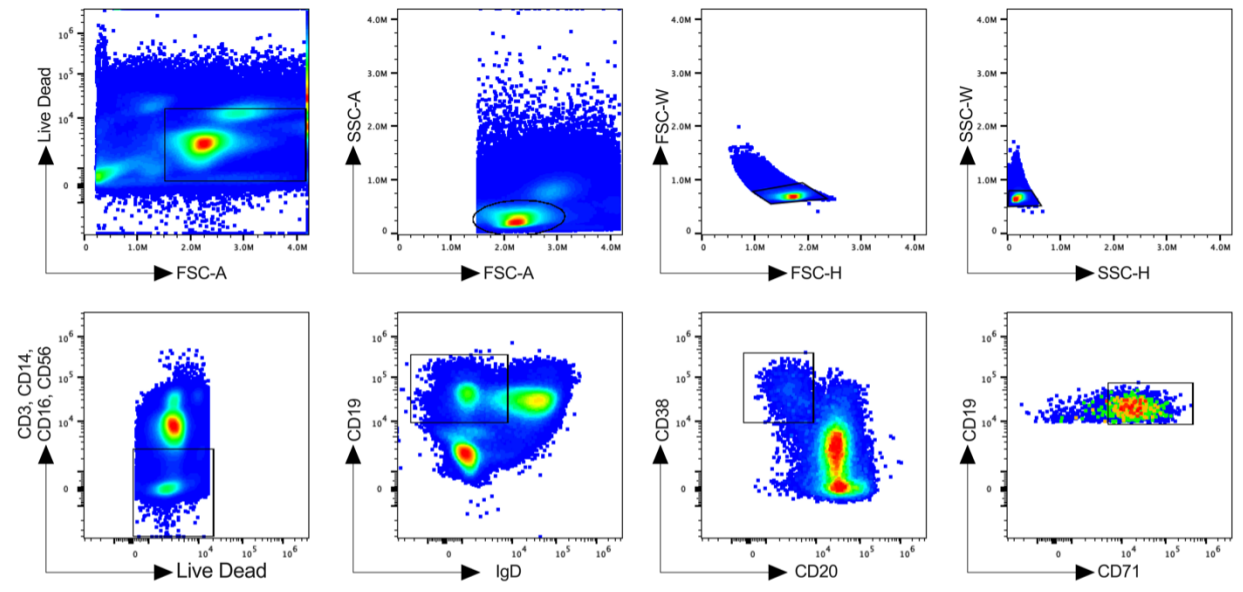 10⁶
10⁵
10⁴
0
Live Dead
0 1.0M 2.0M 3.0M 4.0M
FSC-A
4.0M
3.0M
2.0M
1.0M
0
SSC-A
0 1.0M 2.0M 3.0M 4.0M
FSC-A
4.0M
3.0M
2.0M
1.0M
0
FSC-W
0 1.0M 2.0M 3.0M 4.0M
FSC-H
4.0M
3.0M
2.0M
1.0M
0
SSC-W
0 1.0M 2.0M 3.0M 4.0M
SSC-H
10⁶
10⁵
10⁴
0
CD3, CD14,
CD16, CD56
0 10⁴ 10⁵ 10⁶
Live Dead
10⁶
10⁵
10⁴
0
CD19
0 10⁴ 10⁵ 10⁶
IgD
10⁶
10⁵
10⁴
0
CD38
0 10⁴ 10⁵ 10⁶
CD20
10⁶
10⁵
10⁴
0
CD19
0 10⁴ 10⁵ 10⁶
CD71